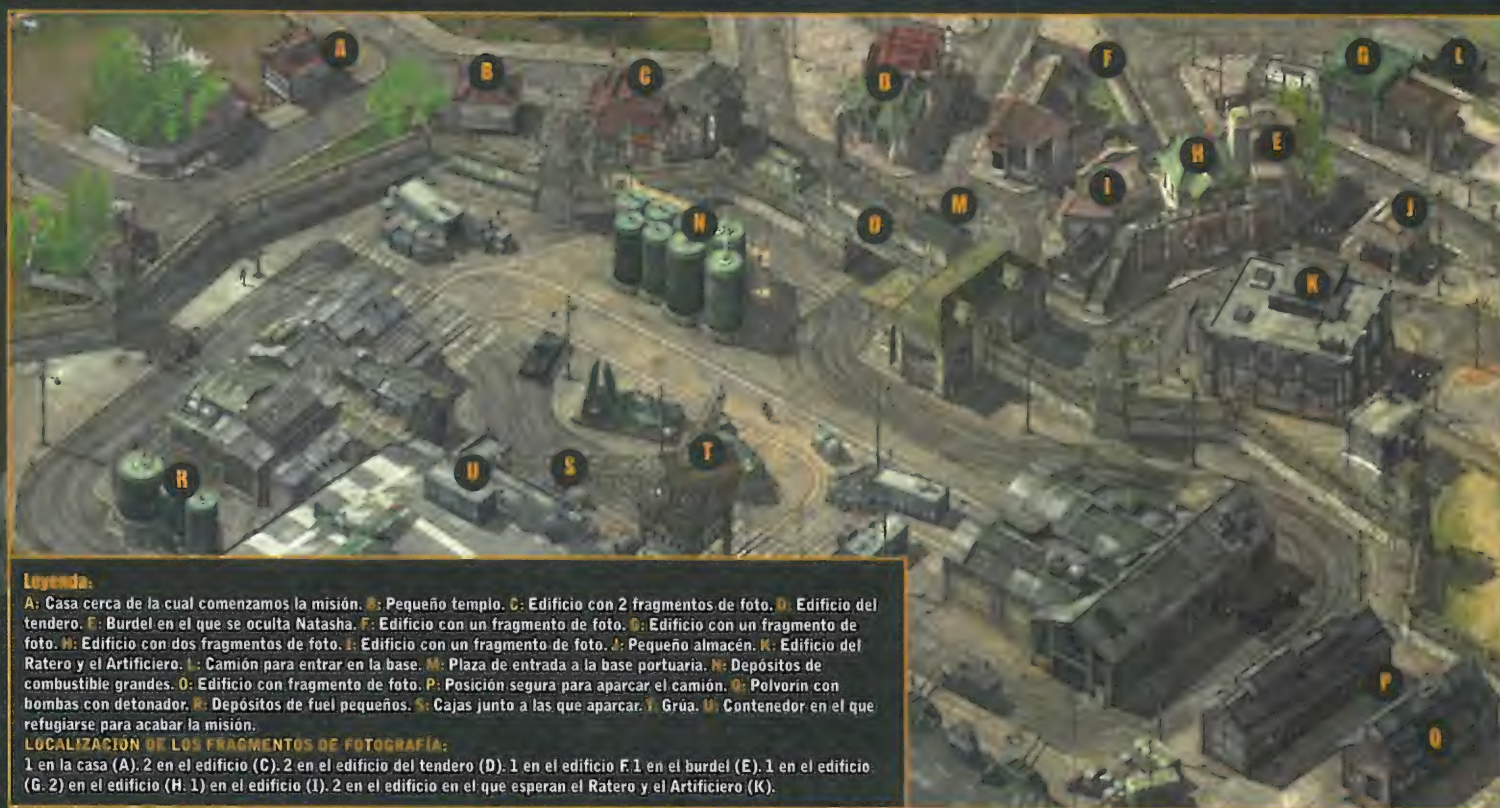 A
B
C
D
F
G
L
E
H
I
J
M
O
N
K
R
U
S
T
P
Q
Leyenda:
A: Casa cerca de la cual comenzamos la misión. B: Pequeño templo. C: Edificio con 2 fragmentos de foto. D: Edificio del
tendero. E: Burdel en el que se oculta Natasha. F: Edificio con un fragmento de foto. G: Edificio con un fragmento de
foto. H: Edificio con dos fragmentos de foto. I: Edificio con un fragmento de foto. J: Pequeño almacén. K: Edificio del
Ratero y el Artificiero. L: Camión para entrar en la base. M: Plaza de entrada a la base portuaria. N: Depósitos de
combustible grandes. O: Edificio con fragmento de foto. P: Posición segura para aparcar el camión. Q: Polvorín con
bombas con detonador. R: Depósitos de fuel pequeños. S: Cajas junto a las que aparcar. T: Grúa. U: Contenedor en el que
refugiarse para acabar la misión.
LOCALIZACIÓN DE LOS FRAGMENTOS DE FOTOGRAFÍA:
1 en la casa (A). 2 en el edificio (C). 2 en el edificio del tendero (D). 1 en el edificio F. 1 en el burdel (E). 1 en el edificio
(G. 2) en el edificio (H. 1) en el edificio (I). 2 en el edificio en el que esperan el Ratero y el Artificiero (K).